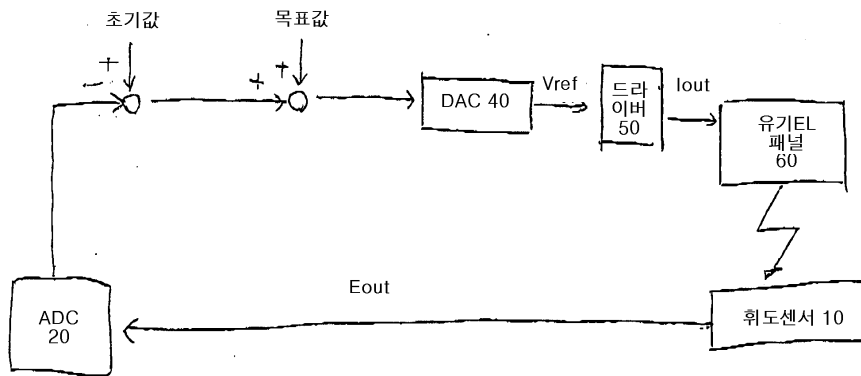 초기값
목표값
+
−
+
+
DAC 40
Vref
드라
이버
50
Iout
유기EL
패널
60
ADC
20
Eout
휘도센서 10